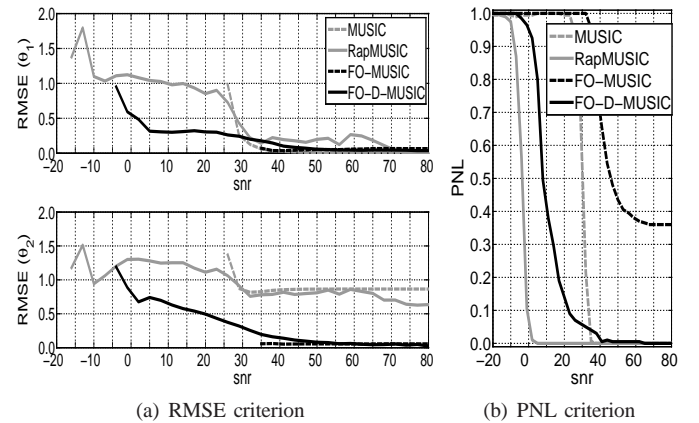 2.0
1.5
1.0
0.5
0.0
RMSE (θ1)
MUSIC
RapMUSIC
FO−MUSIC
FO−D−MUSIC
−20 −10 0 10 20 30 40 50 60 70 80
snr
2.0
1.5
1.0
0.5
0.0
RMSE (θ2)
−20 −10 0 10 20 30 40 50 60 70 80
snr
(a) RMSE criterion
1.0
0.9
0.8
0.7
0.6
0.5
0.4
0.3
0.2
0.1
0.0
PNL
MUSIC
RapMUSIC
FO−MUSIC
FO−D−MUSIC
−20 0 20 40 60 80
snr
(b) PNL criterion